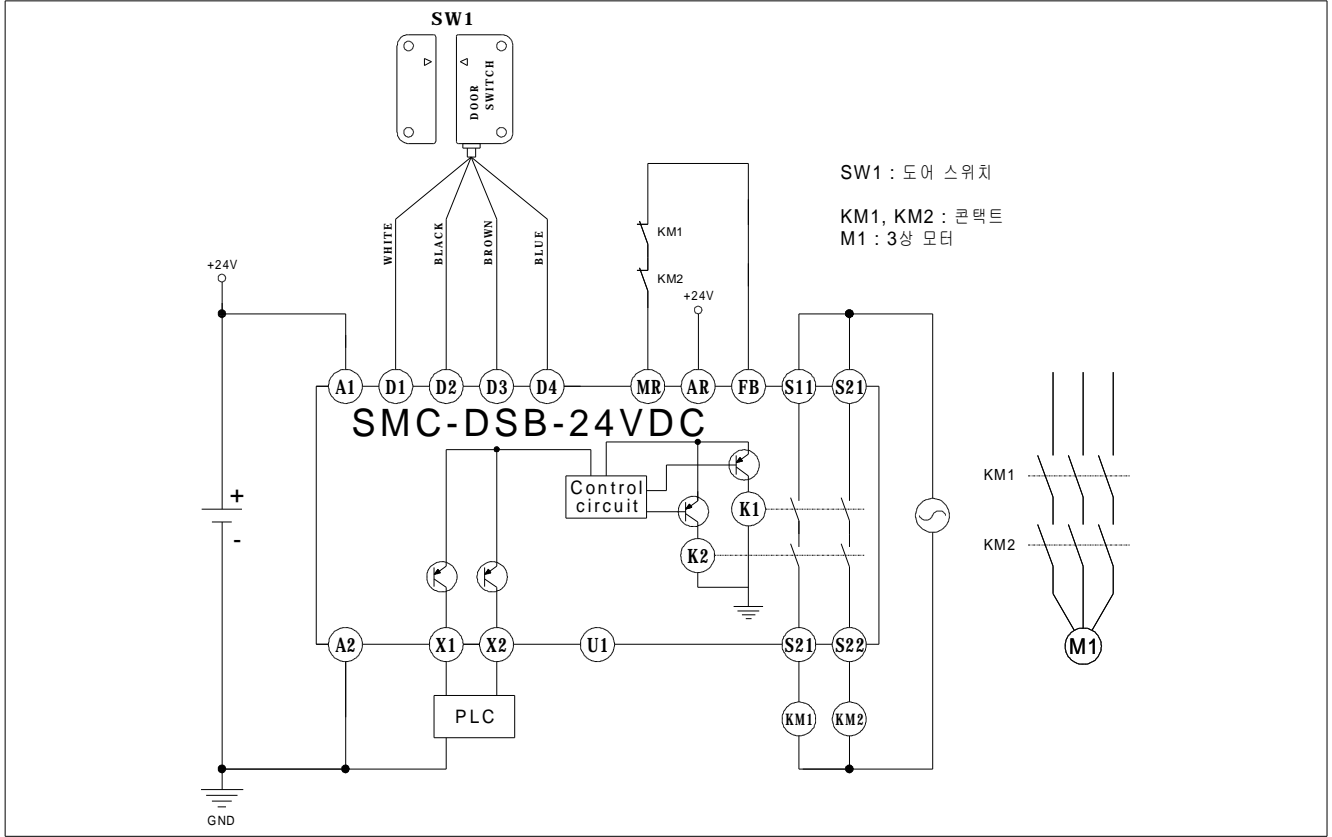 SW1
DOOR
SWITCH
SW1 : 도어 스위치
KM1, KM2 : 콘택트
M1 : 3상 모터
WHITE
BLACK
BROWN
BLUE
KM1
KM2
+24V
+24V
A1
D1
D2
D3
D4
MR
AR
FB
S11
S21
SMC-DSB-24VDC
Control
circuit
K1
K2
KM1
KM2
+
-
A2
X1
X2
U1
S21
S22
M1
PLC
KM1
KM2
GND